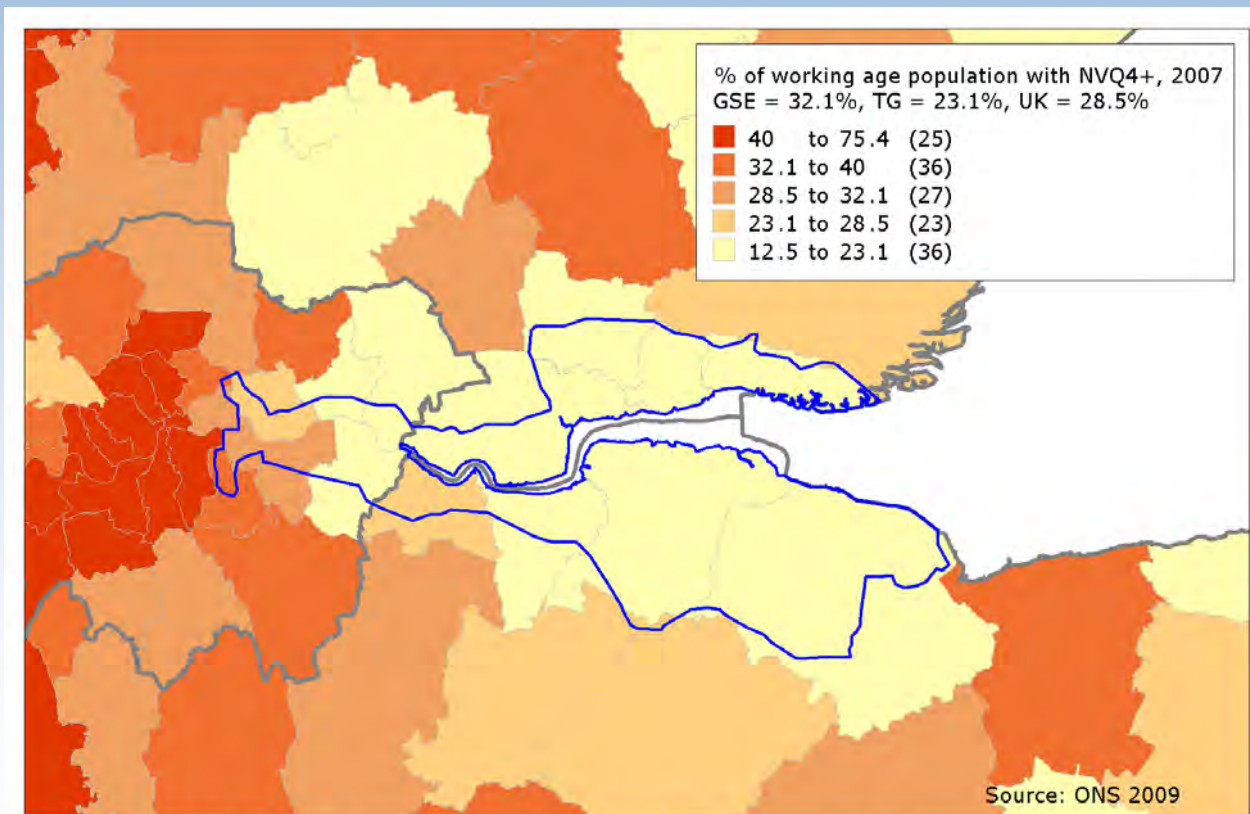 % of working age population with NVQ4+, 2007
GSE = 32.1%, TG = 23.1%, UK = 28.5%
40 to 75.4 (25)
32.1 to 40 (36)
28.5 to 32.1 (27)
23.1 to 28.5 (23)
12.5 to 23.1 (36)
Source: ONS 2009